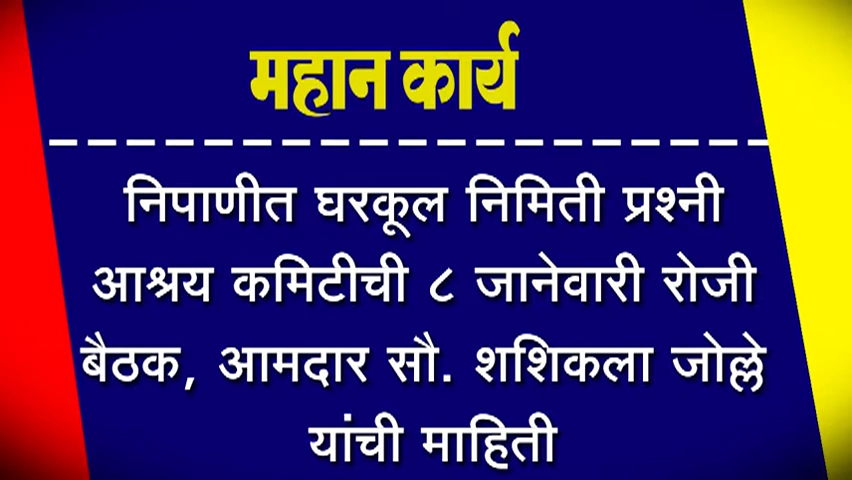 महान कार्य
निपाणीत घरकूल निमिती प्रश्नी
आश्रय कमिटीची ८ जानेवारी रोजी
बैठक, आमदार सौ. शशिकला जोल्ले
यांची माहिती